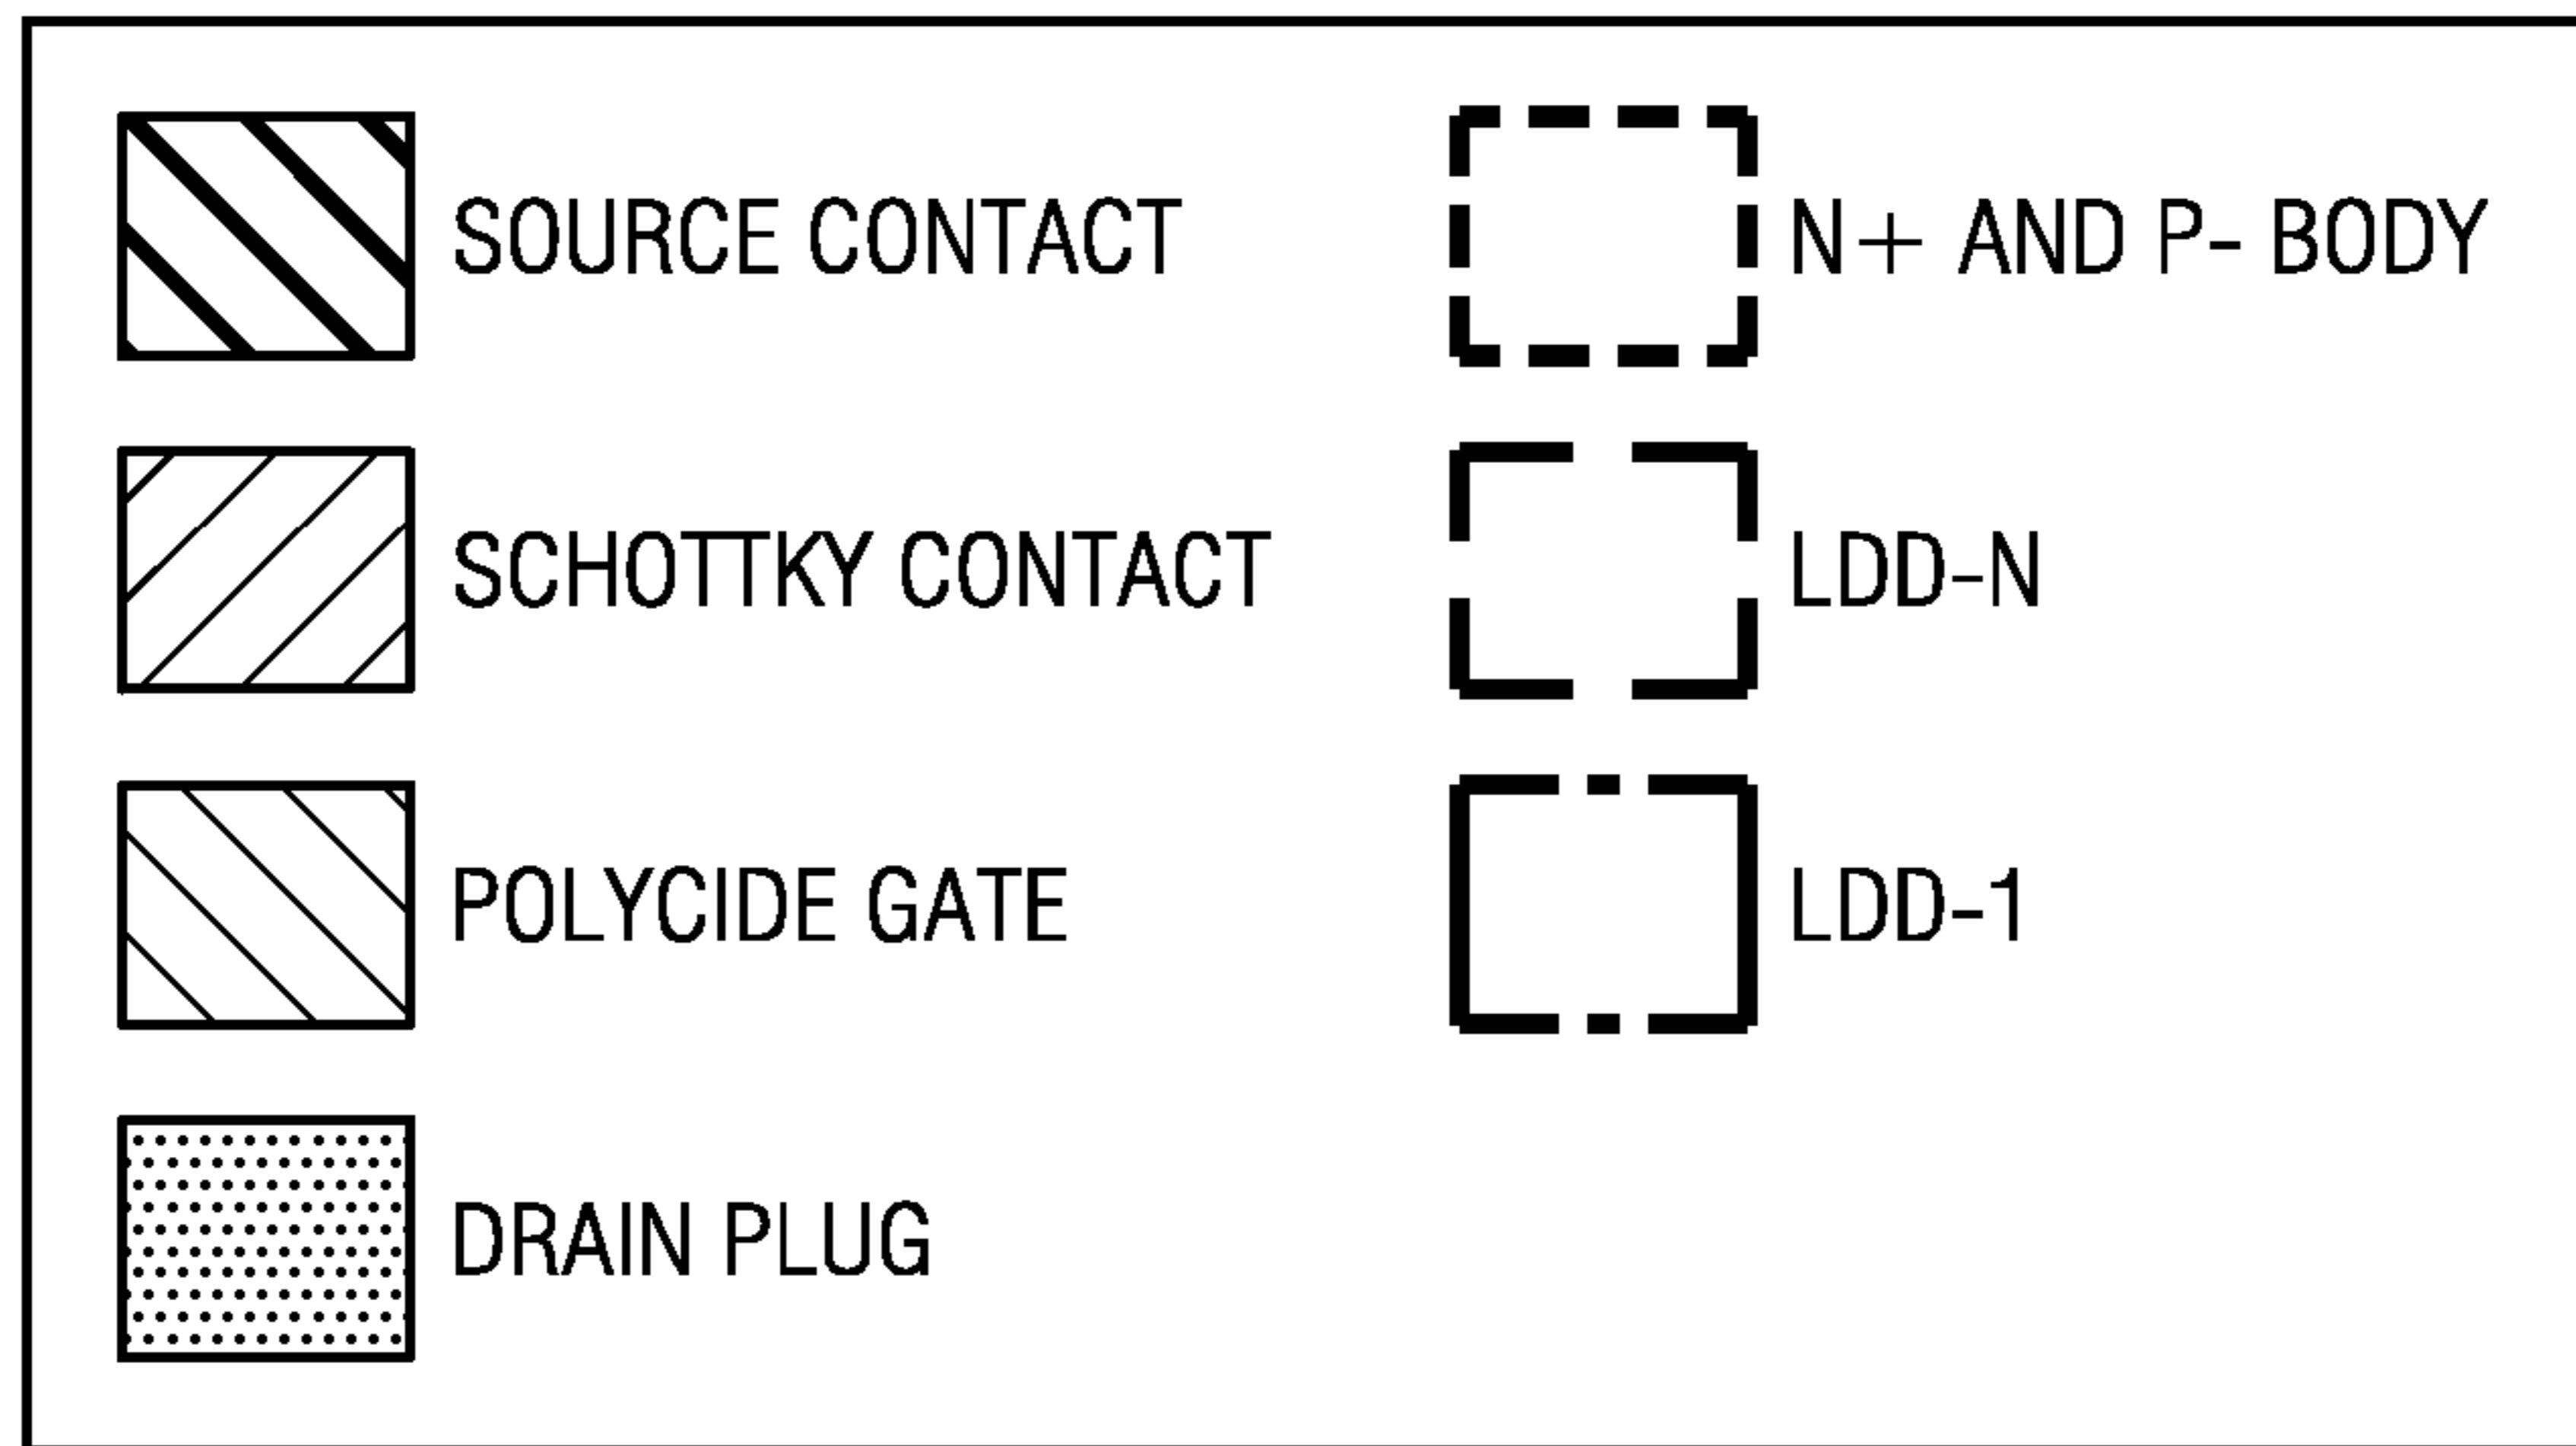 SOURCE CONTACT
SCHOTTKY CONTACT
POLYCIDE GATE
DRAIN PLUG
N+ AND P- BODY
LDD-N
LDD-1